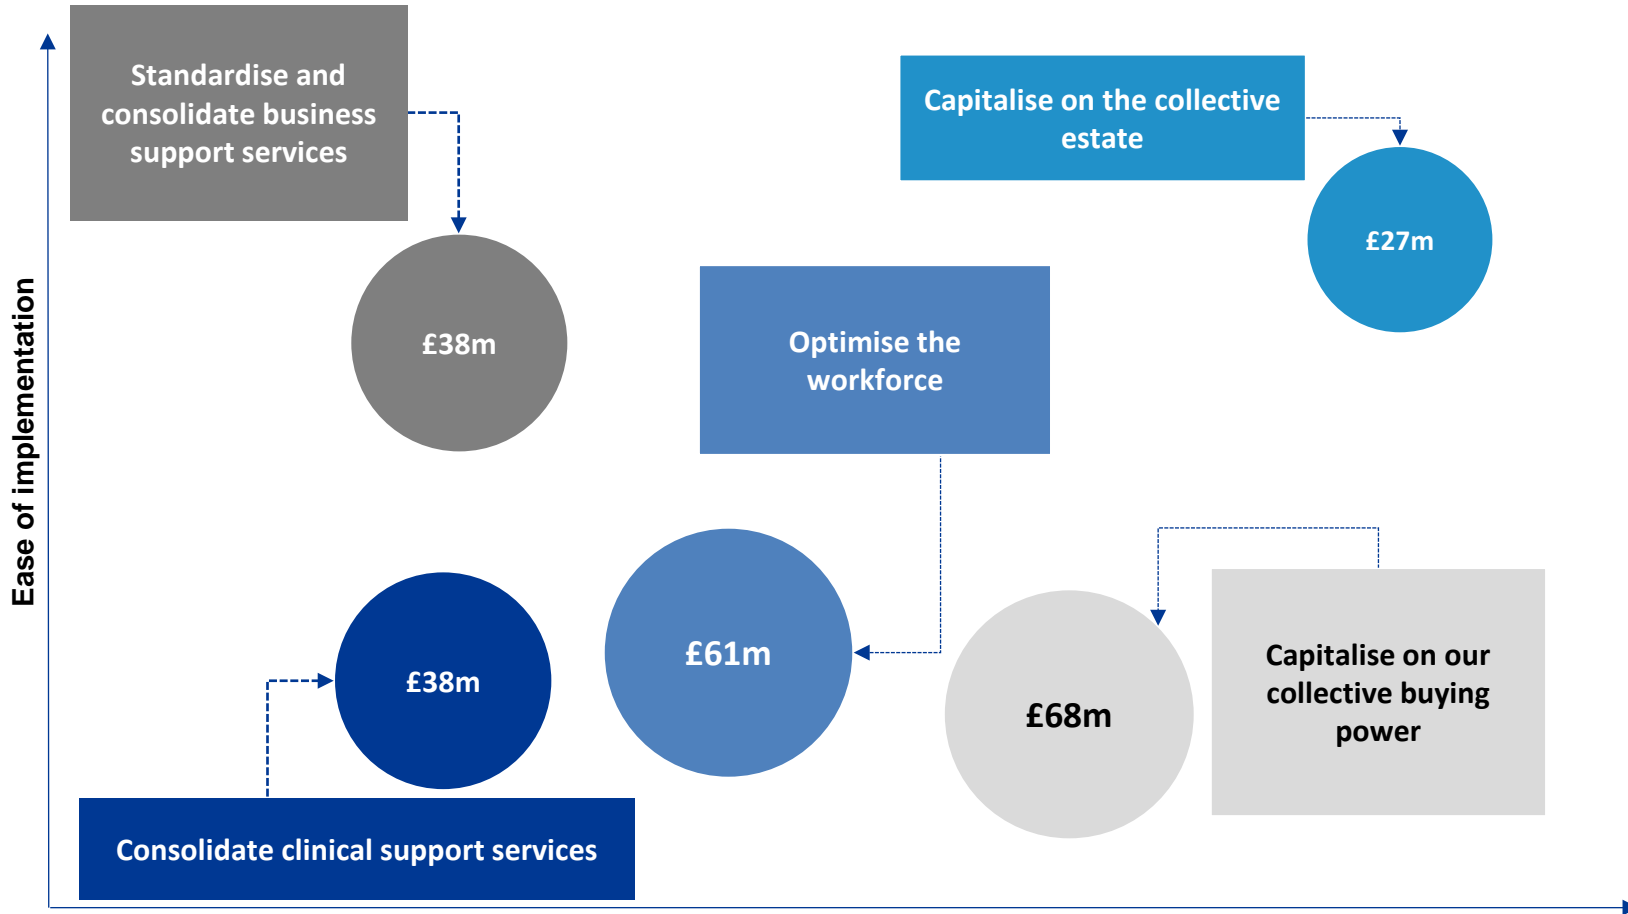 Standardise and
consolidate business
support services
Capitalise on the collective
estate
£27m
£38m
Optimise the
workforce
Ease of implementation
£61m
£38m
£68m
Capitalise on our
collective buying
power
Consolidate clinical support services